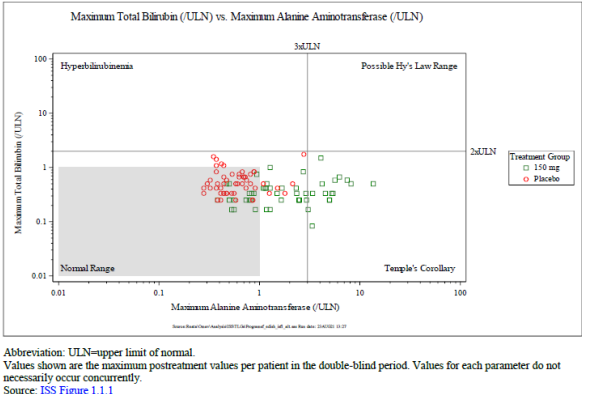 Maximum Total Bilirubin (/ULN) vs. Maximum Alanine Aminotransferase (/ULN)
3xULN
Hyperbilirubinemia
Possible Hy's Law Range
100
10
1
0.1
0.01
Maximum Total Bilirubin (/ULN)
2xULN
Treatment Group
150 mg
Placebo
Normal Range
Temple's Corollary
0.01
0.1
1
10
100
Maximum Alanine Aminotransferase (/ULN)
Abbreviation: ULN=upper limit of normal.
Values shown are the maximum posttreatment values per patient in the double-blind period. Values for each parameter do not
necessarily occur concurrently.
Source: ISS Figure 1.1.1